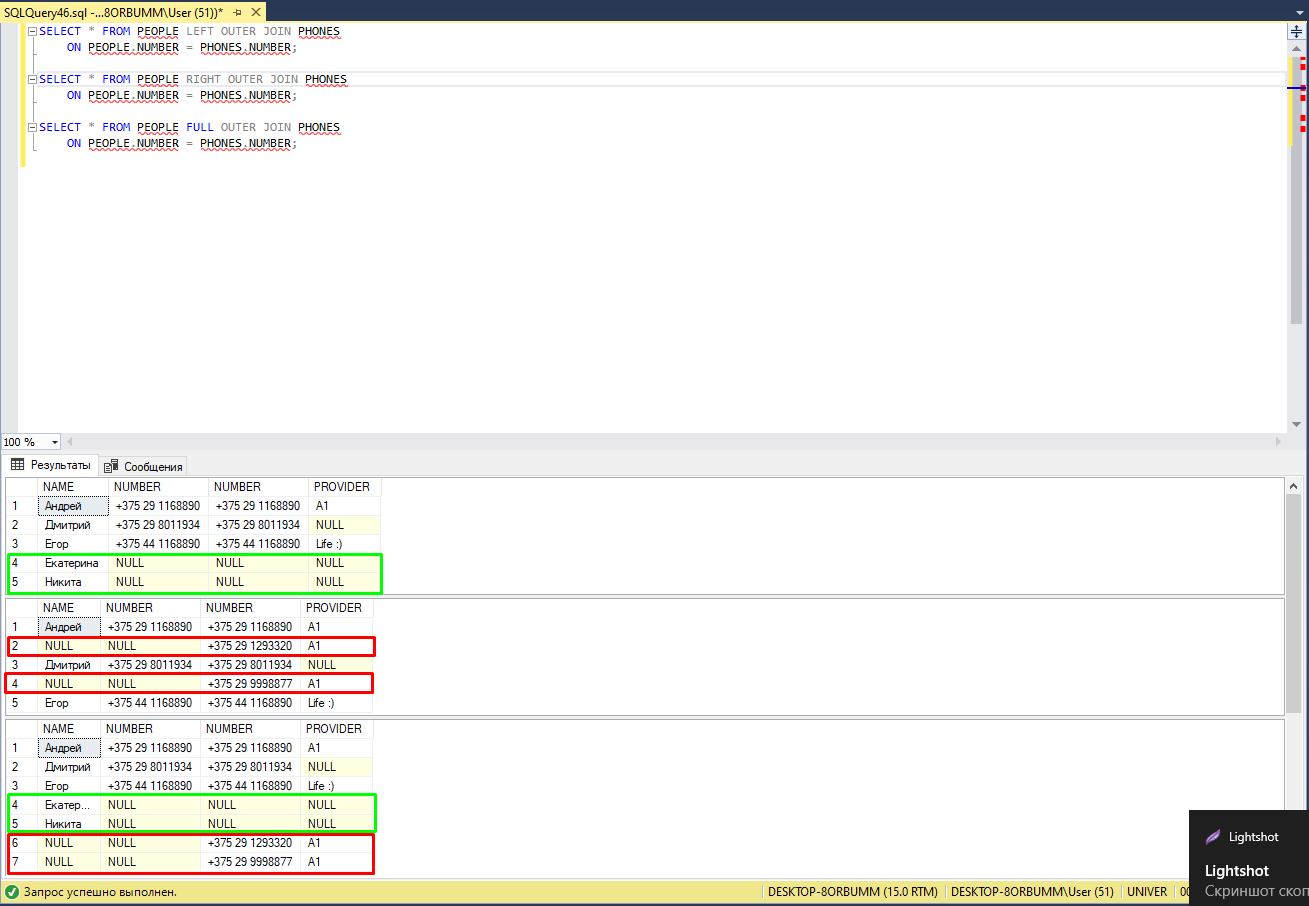 SQLQuery46.sql -...8ORBUMM\User (51))*
SELECT * FROM PEOPLE LEFT OUTER JOIN PHONES
ON PEOPLE.NUMBER = PHONES.NUMBER;
SELECT * FROM PEOPLE RIGHT OUTER JOIN PHONES
ON PEOPLE.NUMBER = PHONES.NUMBER;
SELECT * FROM PEOPLE FULL OUTER JOIN PHONES
ON PEOPLE.NUMBER = PHONES.NUMBER;
100 %
Результаты Сообщения
NAME NUMBER NUMBER PROVIDER
1 Андрей +375 29 1168890 +375 29 1168890 A1
2 Дмитрий +375 29 8011934 +375 29 8011934 NULL
3 Егор +375 44 1168890 +375 44 1168890 Life :)
4 Екатерина NULL NULL NULL
5 Никита NULL NULL NULL
NAME NUMBER NUMBER PROVIDER
1 Андрей +375 29 1168890 +375 29 1168890 A1
2 NULL NULL +375 29 1293320 A1
3 Дмитрий +375 29 8011934 +375 29 8011934 NULL
4 NULL NULL +375 29 9998877 A1
5 Егор +375 44 1168890 +375 44 1168890 Life :)
NAME NUMBER NUMBER PROVIDER
1 Андрей +375 29 1168890 +375 29 1168890 A1
2 Дмитрий +375 29 8011934 +375 29 8011934 NULL
3 Егор +375 44 1168890 +375 44 1168890 Life :)
4 Екатер... NULL NULL NULL
5 Никита NULL NULL NULL
6 NULL NULL +375 29 1293320 A1
7 NULL NULL +375 29 9998877 A1
Lightshot
Lightshot
Скриншот скоп
Запрос успешно выполнен. DESKTOP-8ORBUMM (15.0 RTM) DESKTOP-8ORBUMM\User (51) UNIVER 00